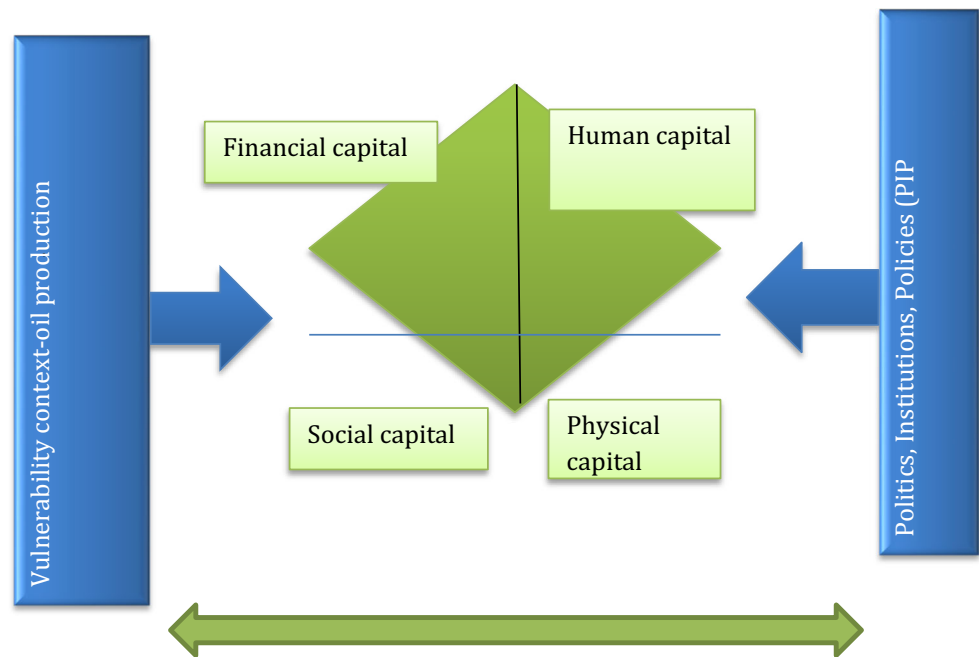 Vulnerability context-oil production
Financial capital
Human capital
Social capital
Physical
capital
Politics, Institutions, Policies (PIP